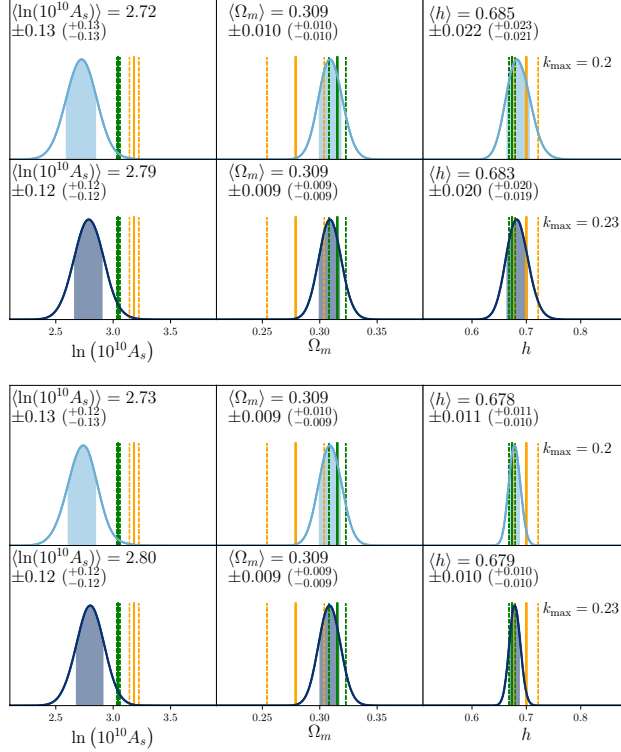 ⟨ln(10^{10}A_s)⟩ = 2.72 ⟨Ω_m⟩ = 0.309 ⟨h⟩ = 0.685
±0.13 (^{+0.13}_{−0.13}) ±0.010 (^{+0.010}_{−0.010}) ±0.022 (^{+0.023}_{−0.021})
k_{max} = 0.2
⟨ln(10^{10}A_s)⟩ = 2.79 ⟨Ω_m⟩ = 0.309 ⟨h⟩ = 0.683
±0.12 (^{+0.12}_{−0.12}) ±0.009 (^{+0.009}_{−0.009}) ±0.020 (^{+0.020}_{−0.019})
k_{max} = 0.23
2.5 3.0 3.5 0.25 0.30 0.35 0.6 0.7 0.8
ln (10^{10}A_s) Ω_m h
⟨ln(10^{10}A_s)⟩ = 2.73 ⟨Ω_m⟩ = 0.309 ⟨h⟩ = 0.678
±0.13 (^{+0.12}_{−0.13}) ±0.009 (^{+0.010}_{−0.009}) ±0.011 (^{+0.011}_{−0.010})
k_{max} = 0.2
⟨ln(10^{10}A_s)⟩ = 2.80 ⟨Ω_m⟩ = 0.309 ⟨h⟩ = 0.679
±0.12 (^{+0.12}_{−0.12}) ±0.009 (^{+0.009}_{−0.009}) ±0.010 (^{+0.010}_{−0.010})
k_{max} = 0.23
2.5 3.0 3.5 0.25 0.30 0.35 0.6 0.7 0.8
ln (10^{10}A_s) Ω_m h